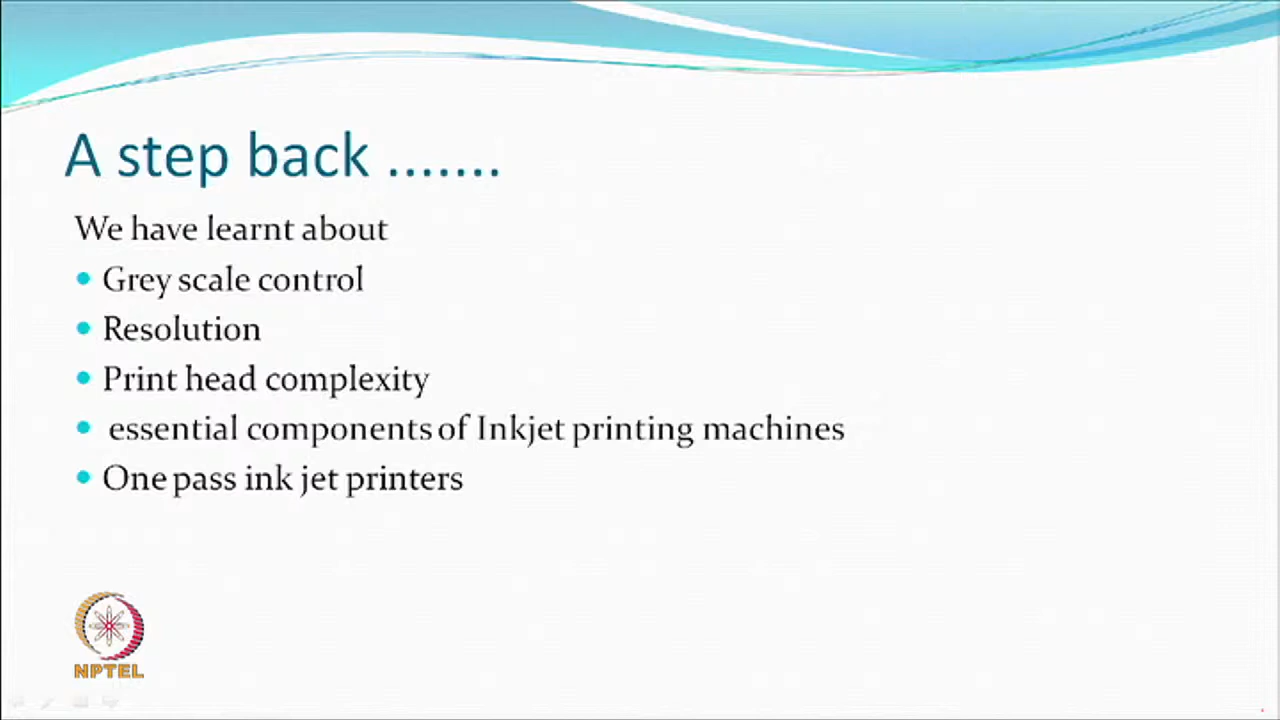 A step back .......
We have learnt about
Grey scale control
Resolution
Print head complexity
essential components of Inkjet printing machines
One pass ink jet printers
NPTEL